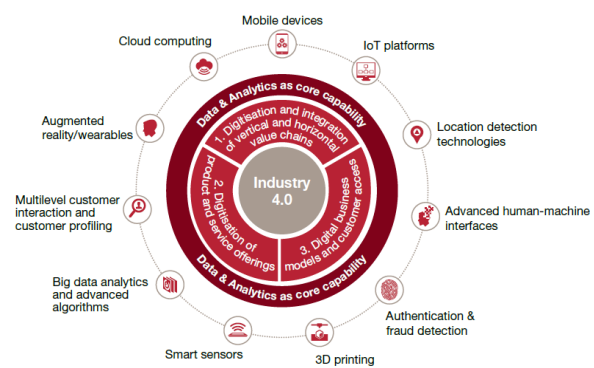 Mobile devices
Cloud computing
IoT platforms
Augmented
reality/wearables
Location detection
technologies
Multilevel customer
interaction and
customer profiling
Advanced human-machine
interfaces
Big data analytics
and advanced
algorithms
Authentication &
fraud detection
Smart sensors
3D printing
Data & Analytics as core capability
1. Digitisation and integration
of vertical and horizontal
value chains
2. Digitisation of
product and service offerings
3. Digital business
models and customer access
Industry
4.0
Data & Analytics as core capability